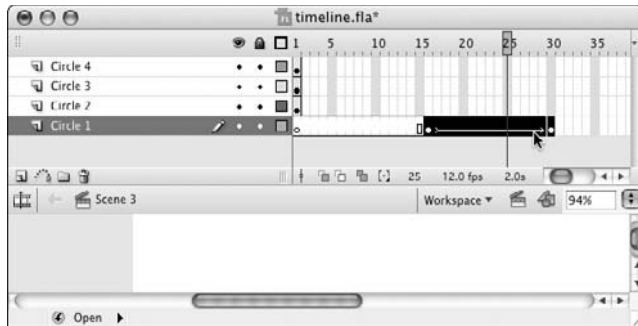 timeline.fla*
1 5 10 15 20 25 30 35
Circle 4
Circle 3
Circle 2
Circle 1
25 12.0 fps 2.0s
Scene 3 Workspace 94%
Open